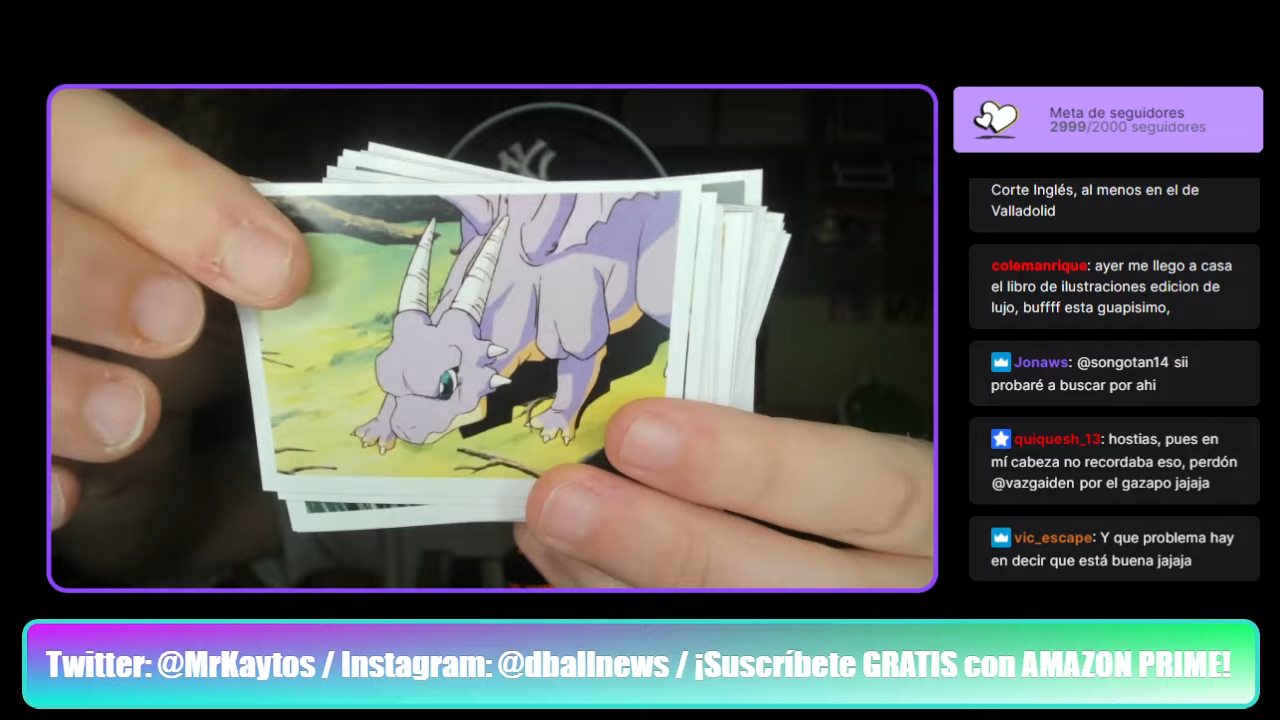 Meta de seguidores
2999/2000 seguidores
Corte Inglés, al menos en el de
Valladolid
colemanrique: ayer me llego a casa
el libro de ilustraciones edicion de
lujo, buffff esta guapisimo,
Jonaws: @songotan14 sii
probaré a buscar por ahi
quiquesh_13: hostias, pues en
mí cabeza no recordaba eso, perdón
@vazgaiden por el gazapo jajaja
vic_escape: Y que problema hay
en decir que está buena jajaja
Twitter: @MrKaytos / Instagram: @dballnews / ¡Suscríbete GRATIS con AMAZON PRIME!